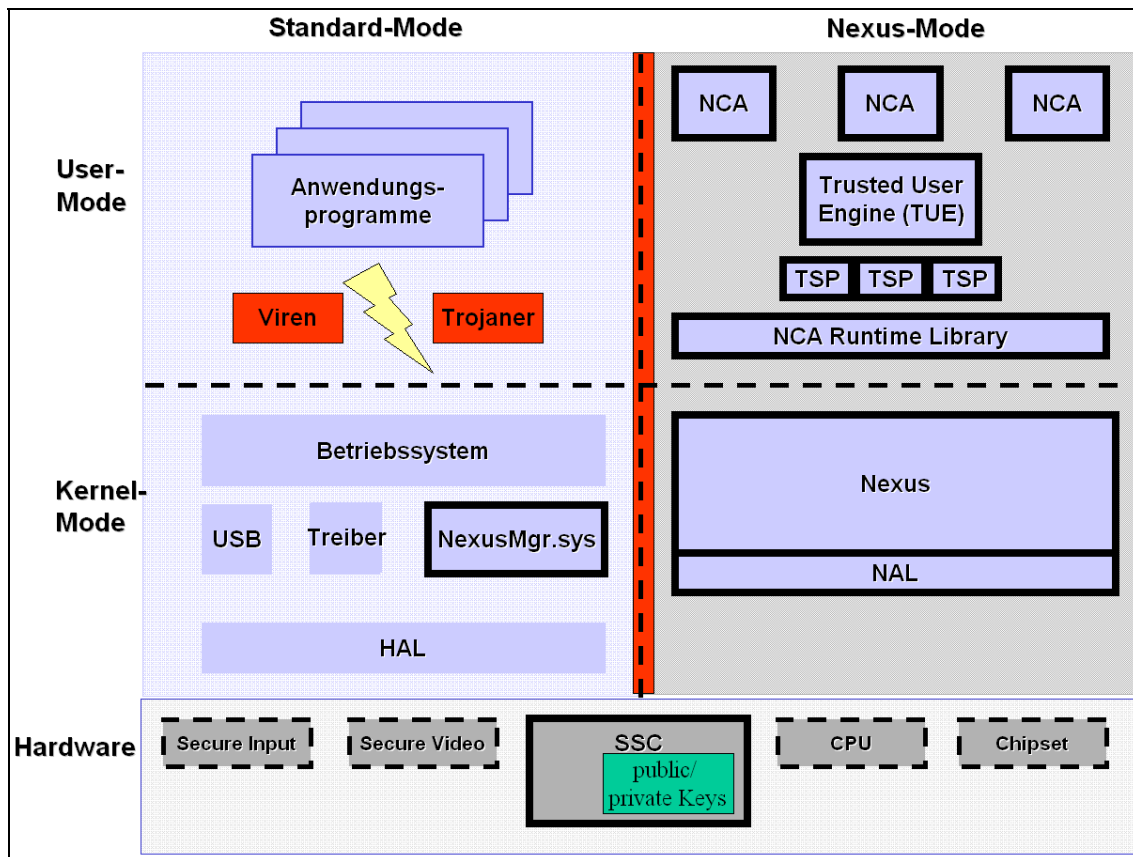 Standard-Mode
Nexus-Mode
User-
Mode
Anwendungs-
programme
Viren
Trojaner
NCA
NCA
NCA
Trusted User
Engine (TUE)
TSP
TSP
TSP
NCA Runtime Library
Kernel-
Mode
Betriebssystem
USB
Treiber
NexusMgr.sys
HAL
Nexus
NAL
Hardware
Secure Input
Secure Video
SSC
public/
private Keys
CPU
Chipset